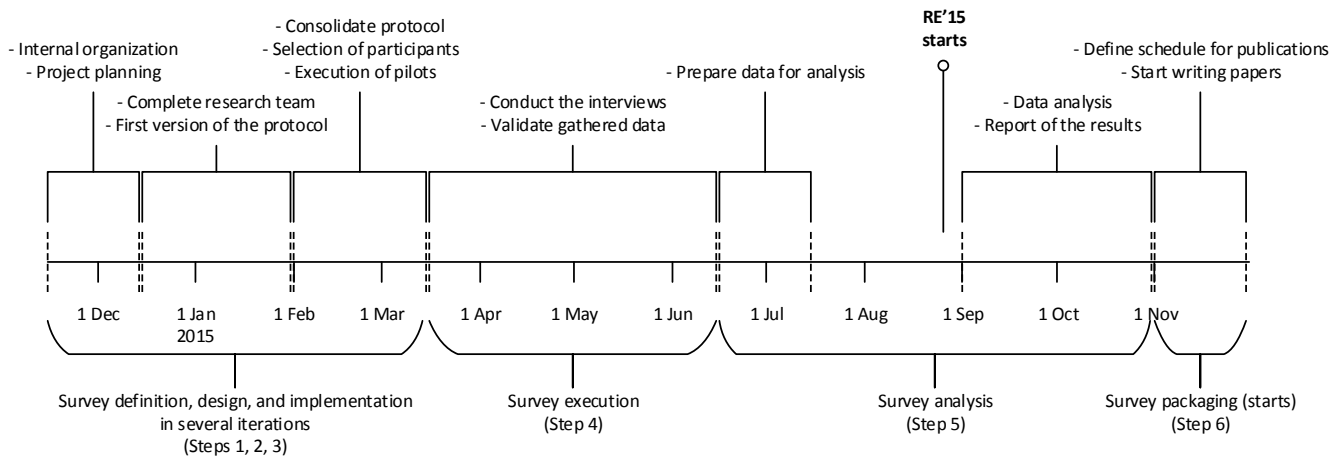 - Internal organization
- Project planning
- Complete research team
- First version of the protocol
- Consolidate protocol
- Selection of participants
- Execution of pilots
- Conduct the interviews
- Validate gathered data
- Prepare data for analysis
RE’15
starts
- Data analysis
- Report of the results
- Define schedule for publications
- Start writing papers
1 Dec
1 Jan
2015
1 Feb
1 Mar
1 Apr
1 May
1 Jun
1 Jul
1 Aug
1 Sep
1 Oct
1 Nov
Survey definition, design, and implementation
in several iterations
(Steps 1, 2, 3)
Survey execution
(Step 4)
Survey analysis
(Step 5)
Survey packaging (starts)
(Step 6)